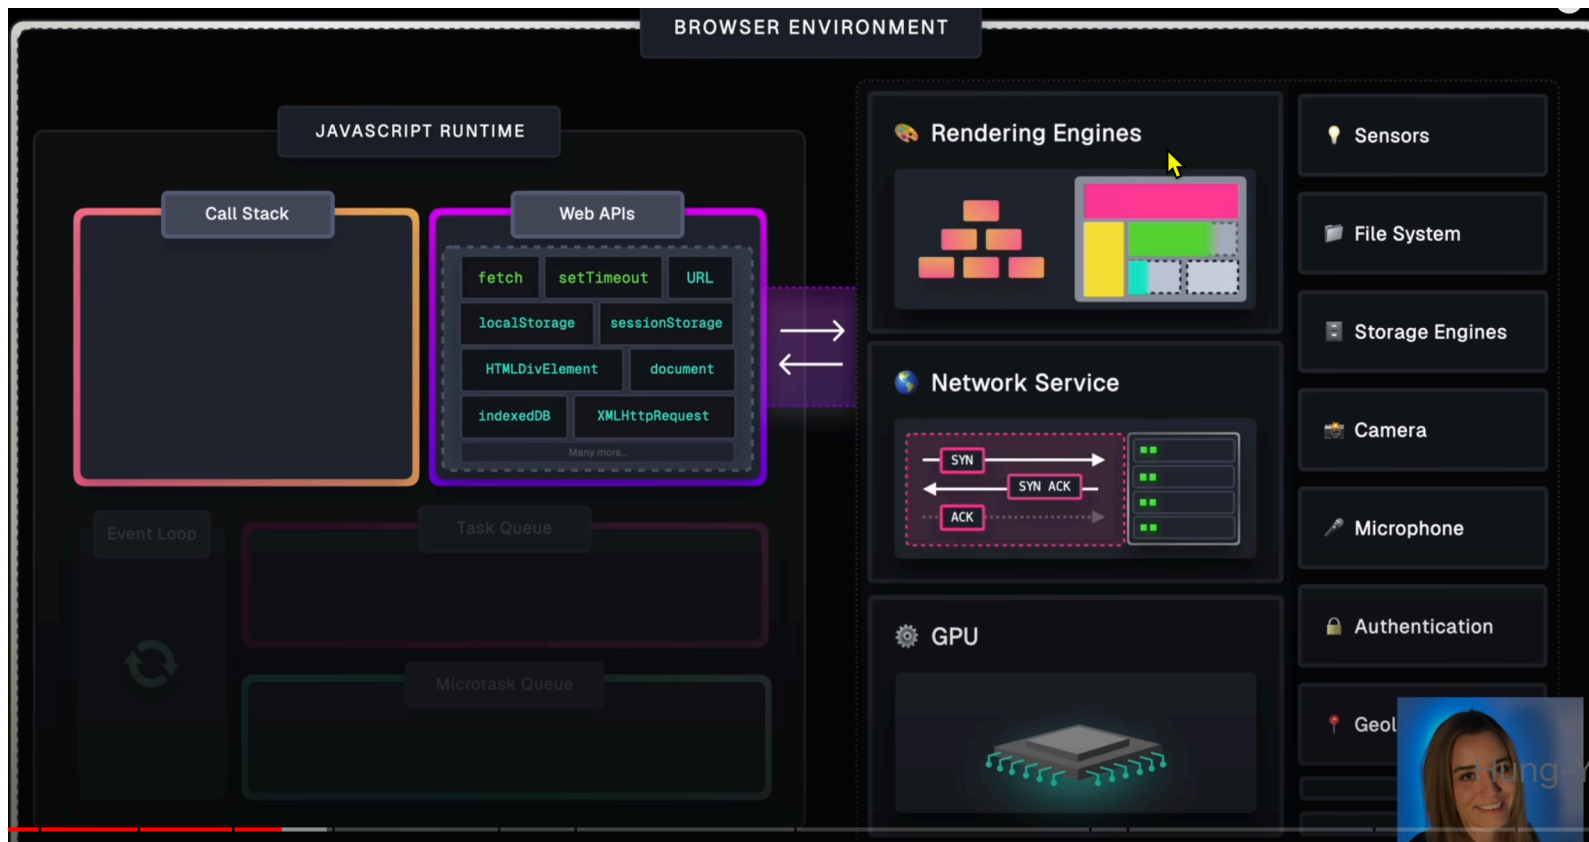 BROWSER ENVIRONMENT
JAVASCRIPT RUNTIME
Call Stack
Web APIs
fetch
setTimeout
URL
localStorage
sessionStorage
HTMLDivElement
document
indexedDB
XMLHttpRequest
Many more..
Event Loop
Task Queue
Microtask Queue
Rendering Engines
Network Service
SYN
SYN ACK
ACK
GPU
Sensors
File System
Storage Engines
Camera
Microphone
Authentication
Geol
Hung-Y